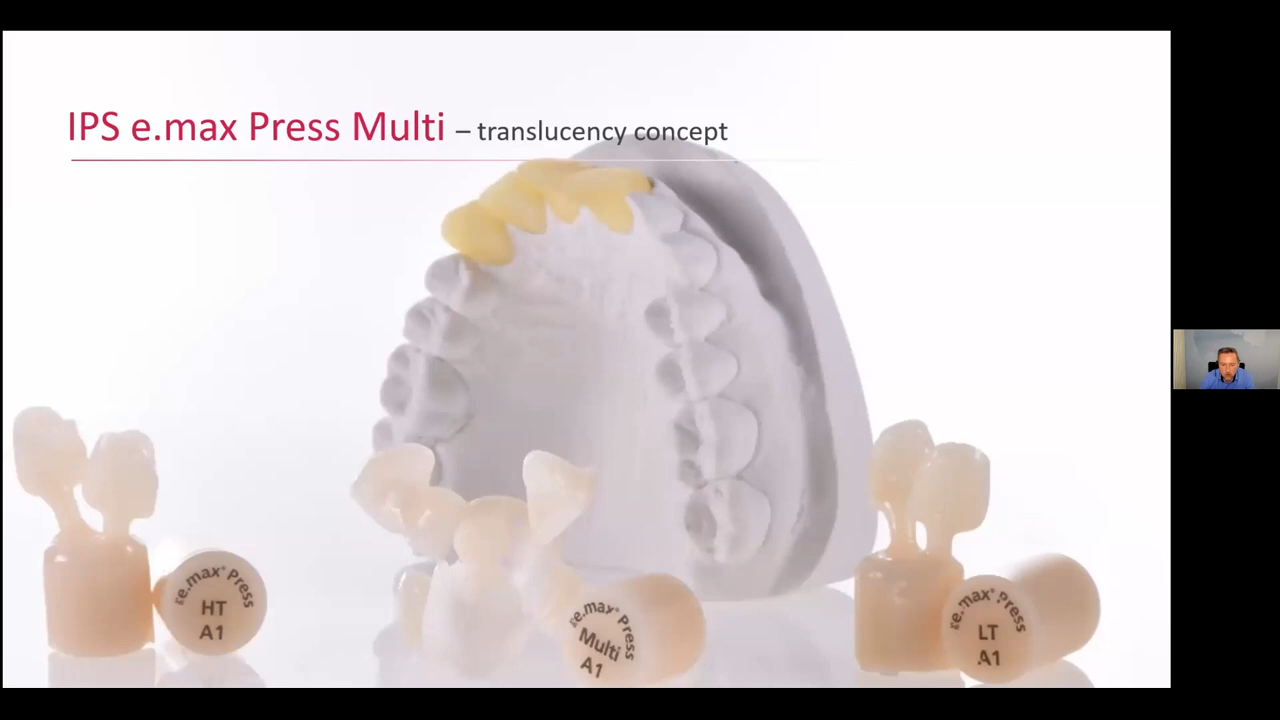 IPS e.max Press Multi – translucency concept
e.max® Press
HT
A1
e.max® Press
Multi
A1
e.max® Press
LT
A1